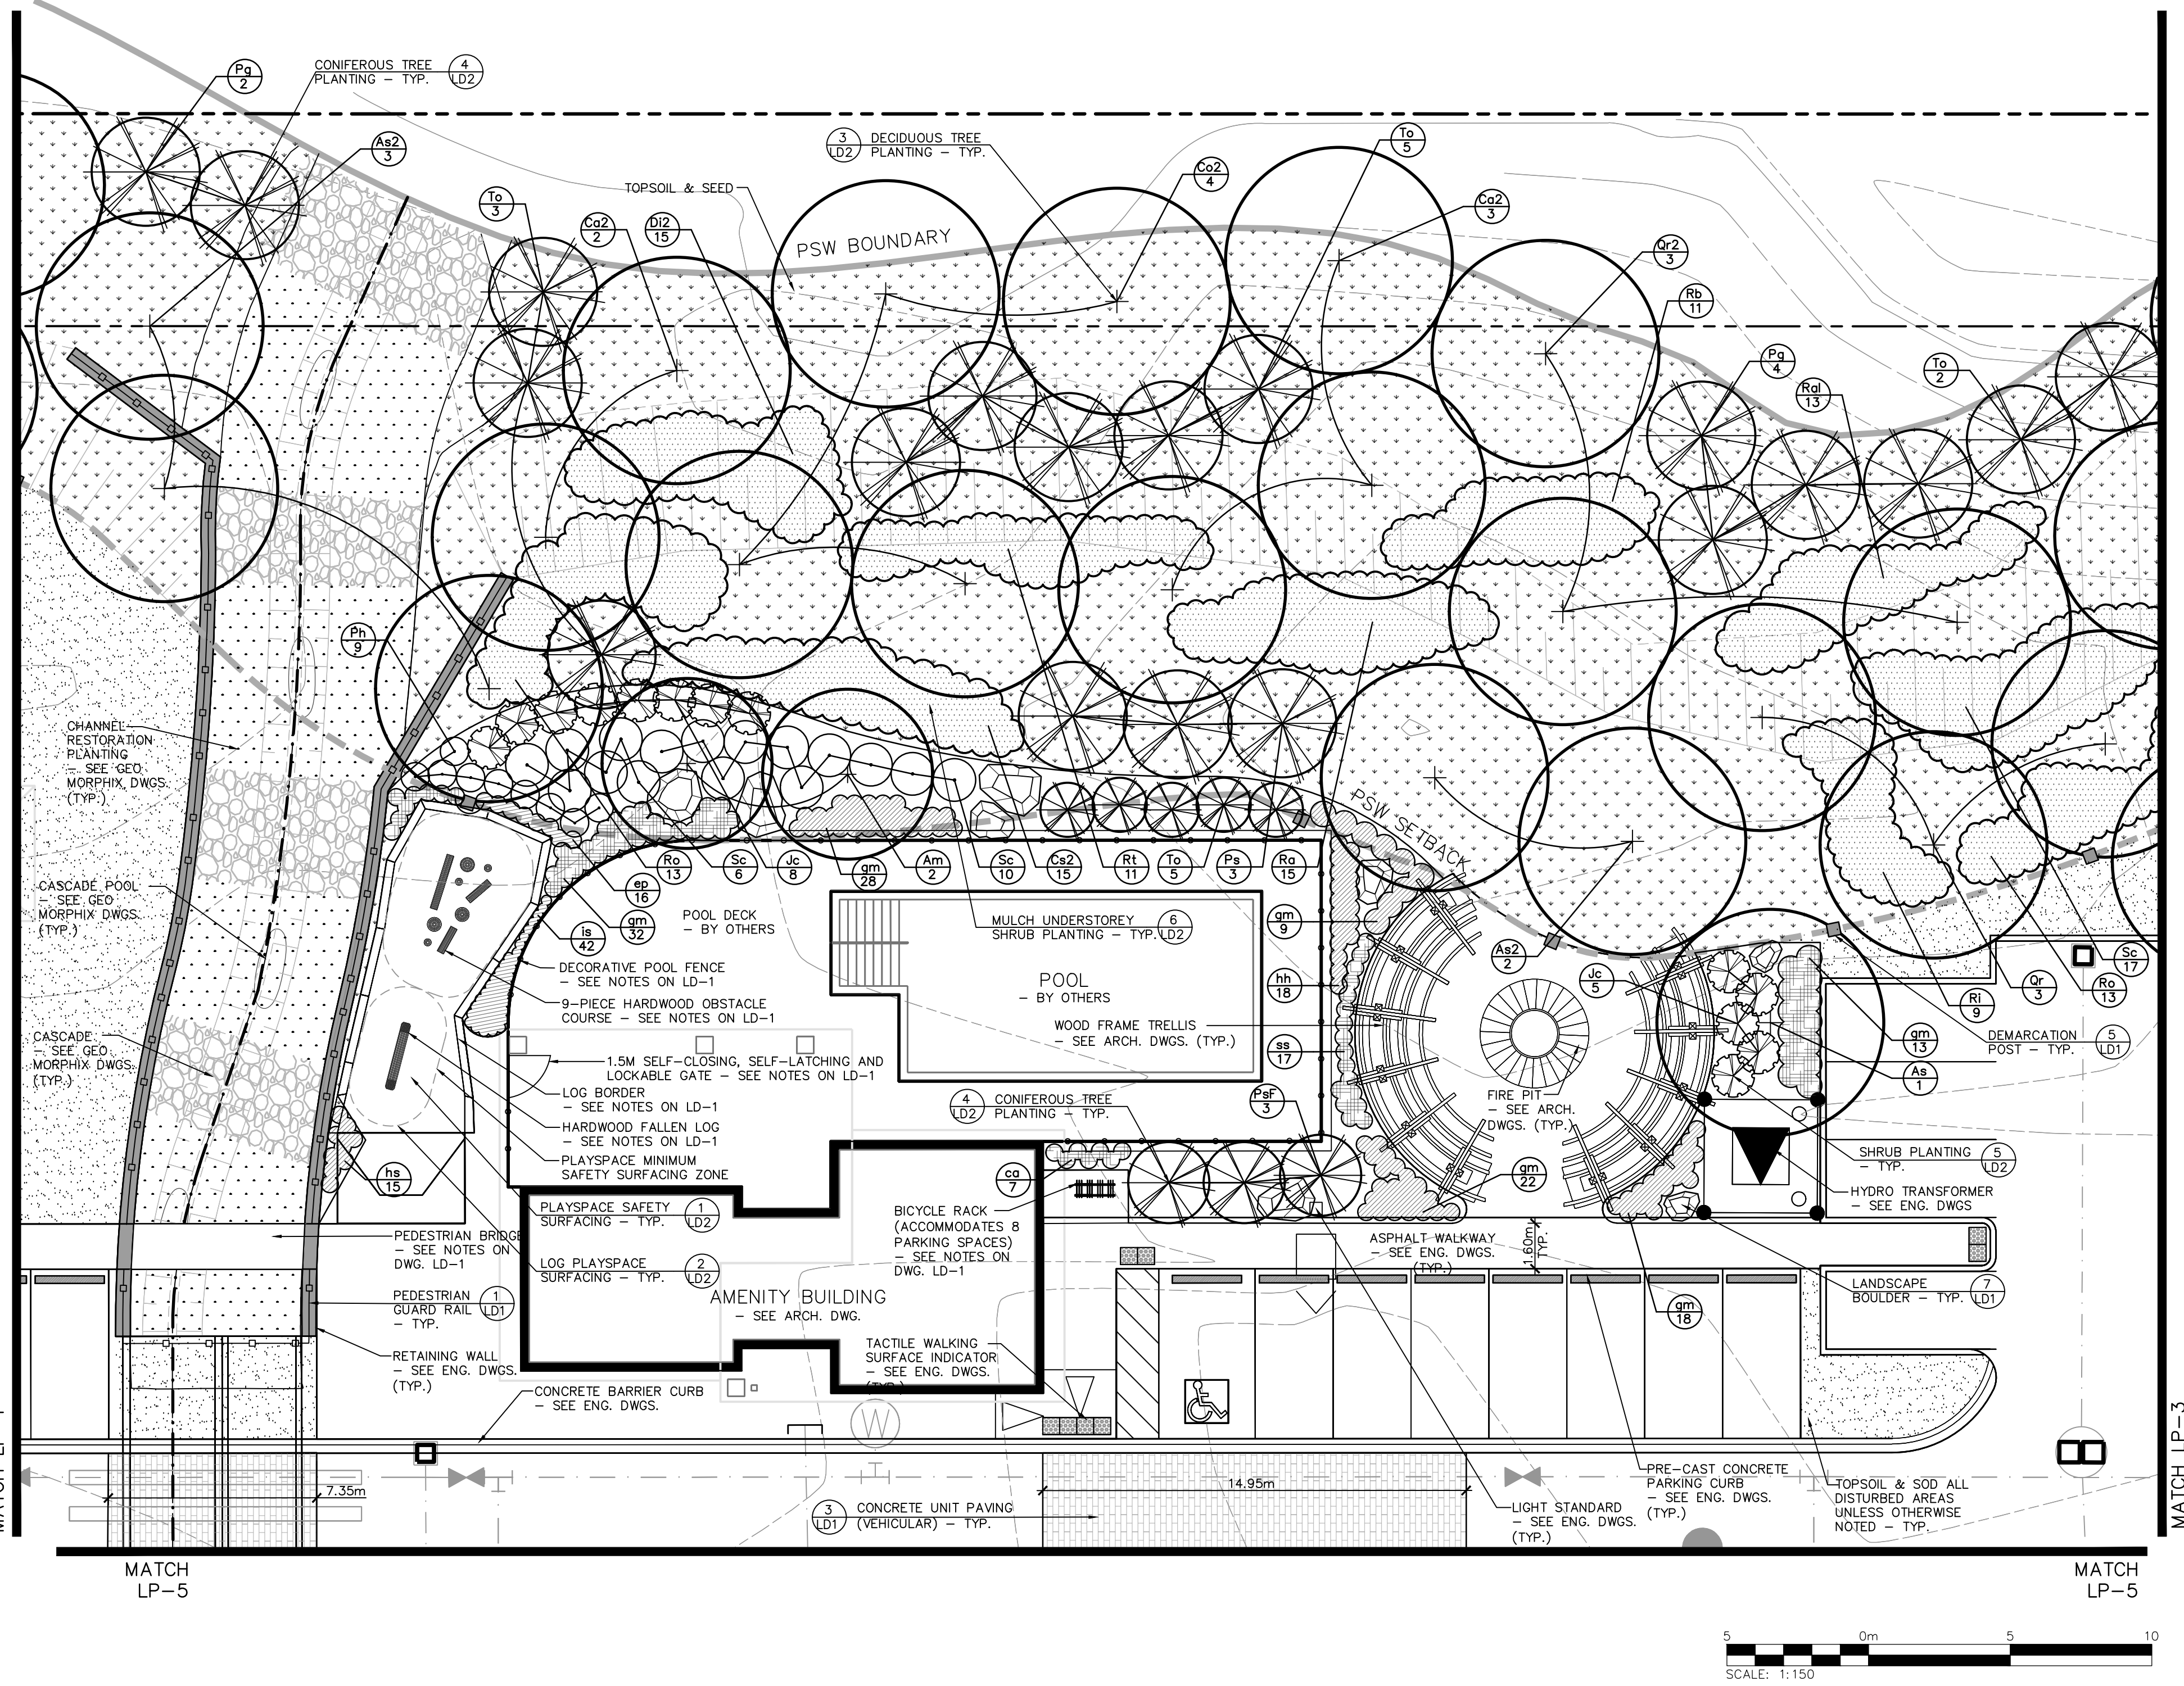 Pg
2
CONIFEROUS TREE
PLANTING – TYP.
4
LD2
As2
3
3
LD2
DECIDUOUS TREE
PLANTING – TYP.
To
5
Co2
4
TOPSOIL & SEED
To
3
Ca2
2
Di2
15
Ca2
3
PSW BOUNDARY
Qr2
3
Rb
11
Pg
4
Ral
13
To
2
Ph
9
CHANNEL
RESTORATION
PLANTING
– SEE GEO
MORPHIX DWGS.
(TYP.)
PSW SETBACK
CASCADE POOL
– SEE GEO
MORPHIX DWGS.
(TYP.)
CASCADE
– SEE GEO
MORPHIX DWGS.
(TYP.)
Ro
13
Sc
6
Jc
8
gm
28
Am
2
Sc
10
Cs2
15
Rt
11
To
5
Ps
3
Ra
15
ep
16
gm
32
is
42
POOL DECK
– BY OTHERS
MULCH UNDERSTOREY
SHRUB PLANTING – TYP.
6
LD2
gm
9
As2
2
Jc
5
Sc
17
Qr
3
Ro
13
Ri
9
DECORATIVE POOL FENCE
– SEE NOTES ON LD–1
9–PIECE HARDWOOD OBSTACLE
COURSE – SEE NOTES ON LD–1
POOL
– BY OTHERS
hh
18
WOOD FRAME TRELLIS
– SEE ARCH. DWGS. (TYP.)
ss
17
gm
13
DEMARCATION
POST – TYP.
5
LD1
As
1
1.5M SELF–CLOSING, SELF–LATCHING AND
LOCKABLE GATE – SEE NOTES ON LD–1
LOG BORDER
– SEE NOTES ON LD–1
HARDWOOD FALLEN LOG
– SEE NOTES ON LD–1
PLAYSPACE MINIMUM
SAFETY SURFACING ZONE
4
LD2
CONIFEROUS TREE
PLANTING – TYP.
PsF
3
FIRE PIT
– SEE ARCH.
DWGS. (TYP.)
SHRUB PLANTING
– TYP.
5
LD2
hs
15
ca
7
gm
22
HYDRO TRANSFORMER
– SEE ENG. DWGS
PLAYSPACE SAFETY
SURFACING – TYP.
1
LD2
BICYCLE RACK
(ACCOMMODATES 8
PARKING SPACES)
– SEE NOTES ON
DWG. LD–1
PEDESTRIAN BRIDGE
– SEE NOTES ON
DWG. LD–1
LOG PLAYSPACE
SURFACING – TYP.
2
LD2
ASPHALT WALKWAY
– SEE ENG. DWGS.
(TYP.)
1.60m
TYP.
PEDESTRIAN
GUARD RAIL
– TYP.
1
LD1
AMENITY BUILDING
– SEE ARCH. DWG.
LANDSCAPE
BOULDER – TYP.
7
LD1
gm
18
RETAINING WALL
– SEE ENG. DWGS.
(TYP.)
TACTILE WALKING
SURFACE INDICATOR
– SEE ENG. DWGS.
(TYP.)
CONCRETE BARRIER CURB
– SEE ENG. DWGS.
W
7.35m
14.95m
3
LD1
CONCRETE UNIT PAVING
(VEHICULAR) – TYP.
LIGHT STANDARD
– SEE ENG. DWGS.
(TYP.)
PRE–CAST CONCRETE
PARKING CURB
– SEE ENG. DWGS.
(TYP.)
TOPSOIL & SOD ALL
DISTURBED AREAS
UNLESS OTHERWISE
NOTED – TYP.
MATCH LP–3
MATCH
LP–5
MATCH
LP–5
5 0m 5 10
SCALE: 1:150